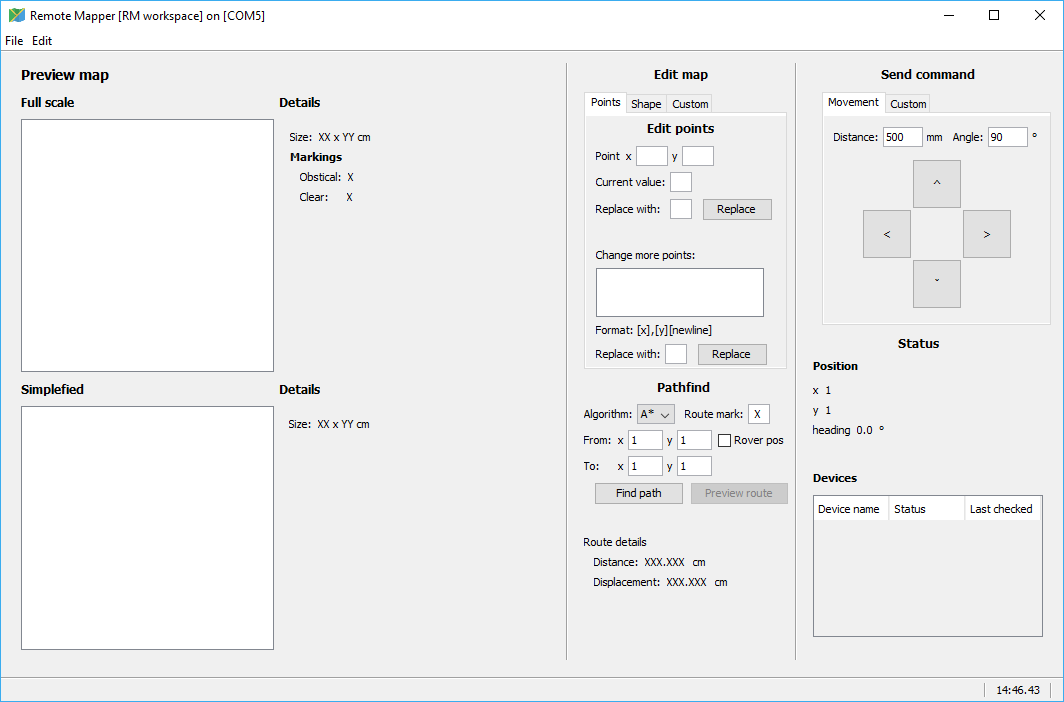 Remote Mapper [RM workspace] on [COM5]
File Edit
Preview map
Full scale
Details
Size: XX x YY cm
Markings
Obstical: X
Clear: X
Simplefied
Details
Size: XX x YY cm
Edit map
Points Shape Custom
Edit points
Point x y
Current value:
Replace with: Replace
Change more points:
Format: [x],[y][newline]
Replace with: Replace
Pathfind
Algorithm: A* Route mark: X
From: x 1 y 1 Rover pos
To: x 1 y 1
Find path Preview route
Route details
Distance: XXX.XXX cm
Displacement: XXX.XXX cm
Send command
Movement Custom
Distance: 500 mm Angle: 90 °
^
< >
ˇ
Status
Position
x 1
y 1
heading 0.0 °
Devices
Device name Status Last checked
14:46.43